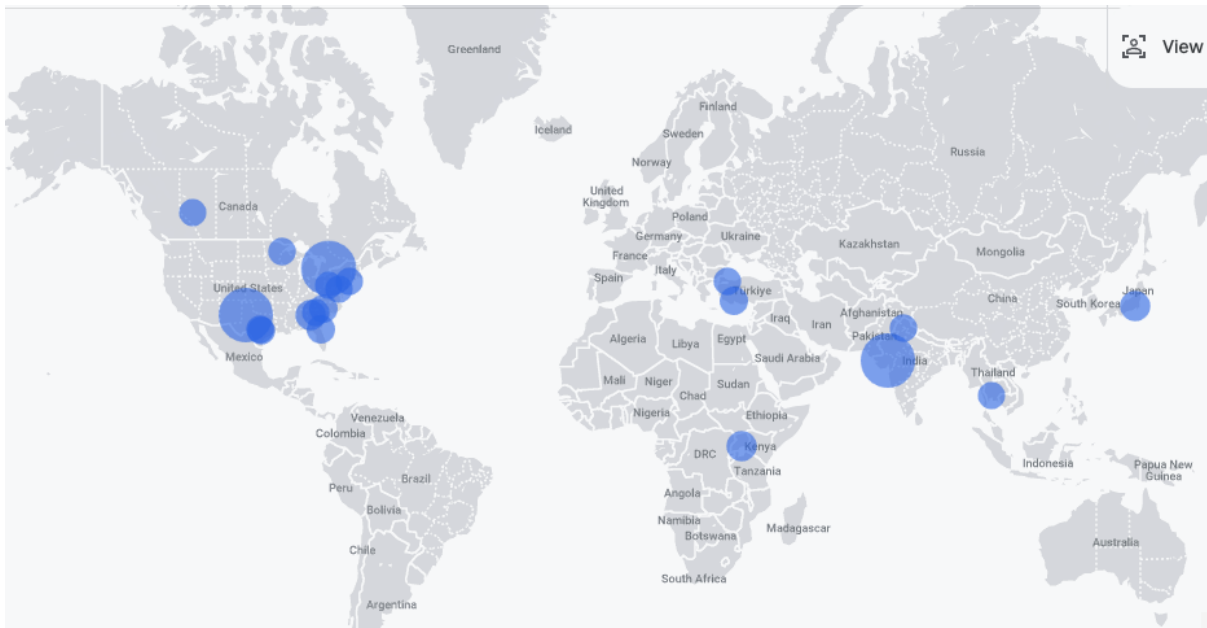 Greenland
View
Finland
Iceland
Sweden
Norway
Russia
United
Kingdom
Canada
Poland
Germany
Ukraine
Kazakhstan
France
Mongolia
Italy
Spain
United States
Türkiye
Japan
China
South Korea
Afghanistan
Iraq
Iran
Algeria
Egypt
Pakistan
Libya
Mexico
Saudi Arabia
India
Thailand
Mali
Niger
Sudan
Chad
Nigeria
Ethiopia
Venezuela
Colombia
Kenya
DRC
Indonesia
Papua New
Guinea
Tanzania
Brazil
Peru
Angola
Bolivia
Namibia
Madagascar
Botswana
Australia
Chile
South Africa
Argentina